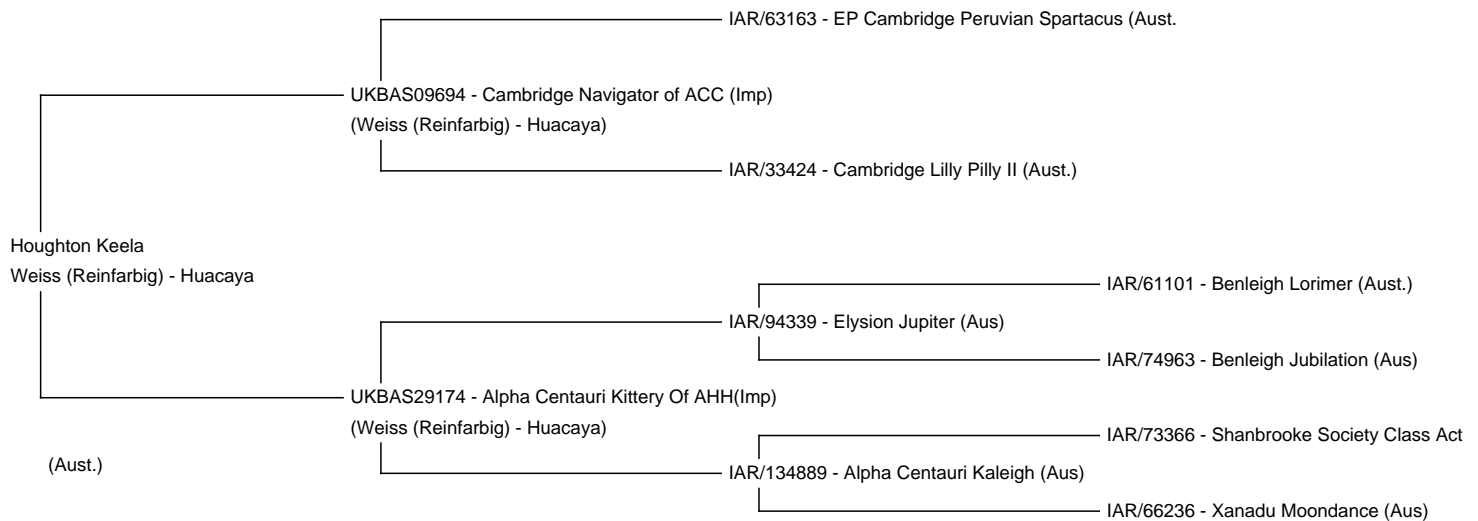 IAR/63163 - EP Cambridge Peruvian Spartacus (Aust.
UKBAS09694 - Cambridge Navigator of ACC (Imp)
(Weiss (Reinfarbig) - Huacaya)
IAR/33424 - Cambridge Lilly Pilly II (Aust.)
Houghton Keela
Weiss (Reinfarbig) - Huacaya
IAR/61101 - Benleigh Lorimer (Aust.)
IAR/94339 - Elysion Jupiter (Aus)
IAR/74963 - Benleigh Jubilation (Aus)
UKBAS29174 - Alpha Centauri Kittery Of AHH(Imp)
(Weiss (Reinfarbig) - Huacaya)
IAR/73366 - Shanbrooke Society Class Act
(Aust.)
IAR/134889 - Alpha Centauri Kaleigh (Aus)
IAR/66236 - Xanadu Moondance (Aus)